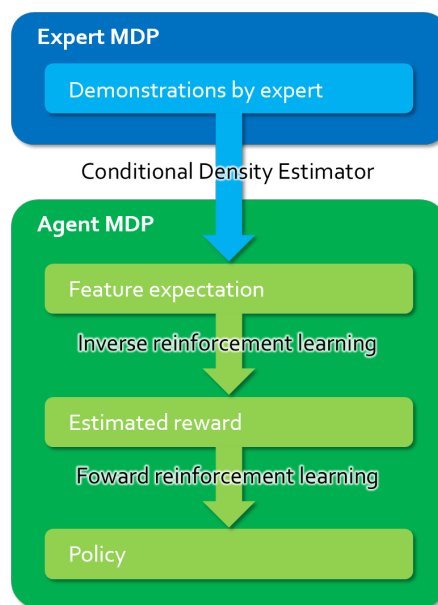 Expert MDP
Demonstrations by expert
Conditional Density Estimator
Agent MDP
Feature expectation
Inverse reinforcement learning
Estimated reward
Foward reinforcement learning
Policy